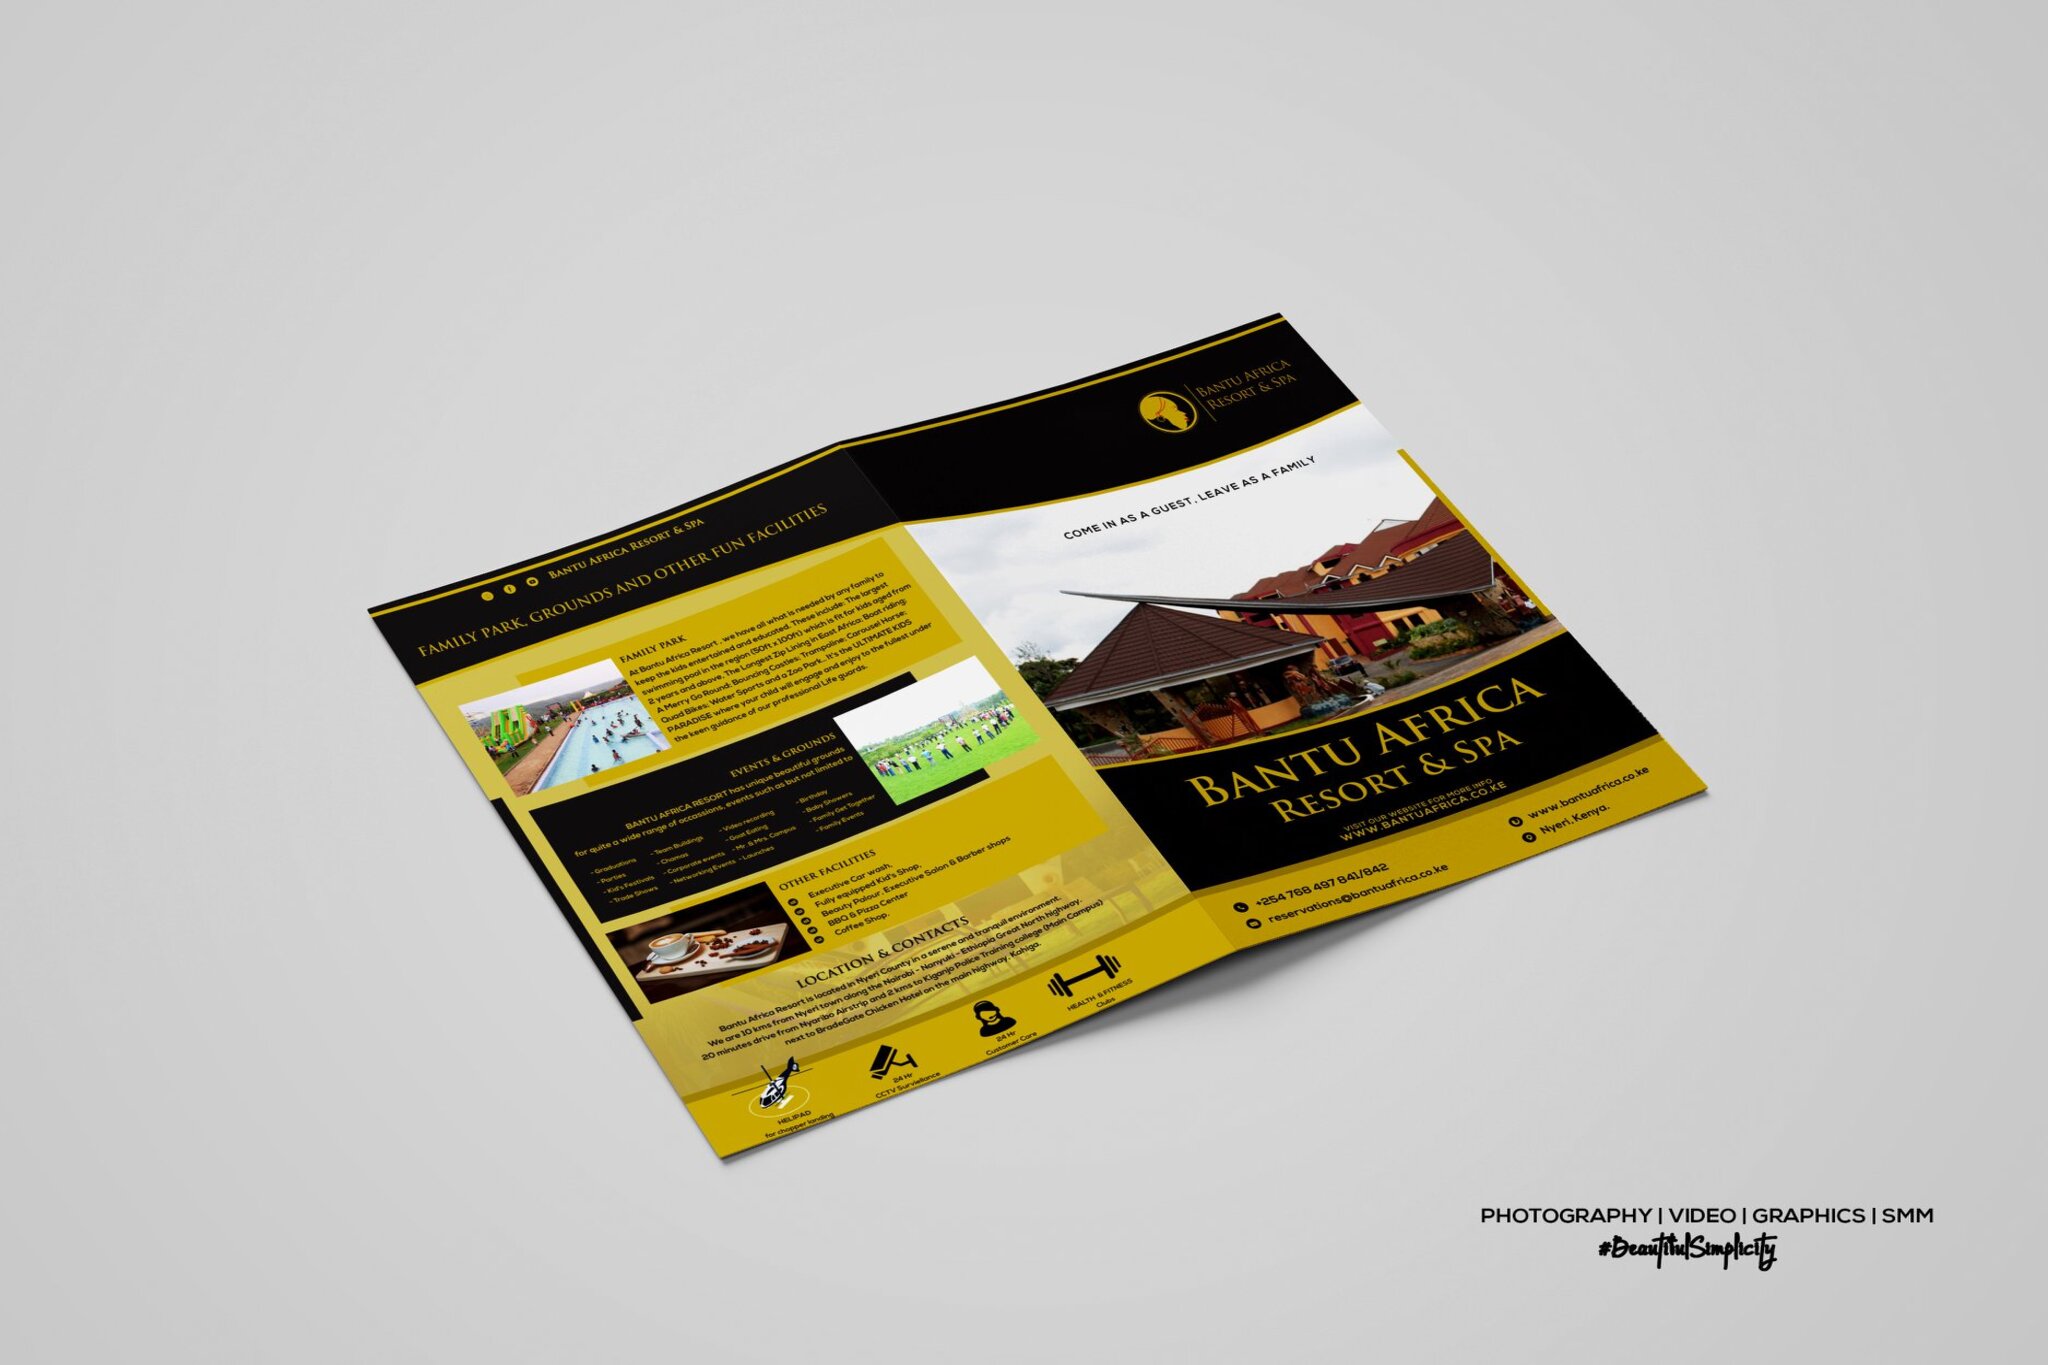 BANTU AFRICA RESORT & SPA
FAMILY PARK, GROUNDS AND OTHER FUN FACILITIES
FAMILY PARK
At Bantu Africa Resort , we have all what is needed by any family to
keep the kids entertained and educated. These include: The largest
swimming pool in the region (50ft x 100ft) which is fit for kids aged from
2 years and above, The Longest Zip Lining in East Africa; Boat riding;
A Merry Go Round; Bouncing Castles; Trampoline; Carousel Horse;
Quad Bikes; Water Sports and a Zoo Park... It's the ULTIMATE KIDS
PARADISE where your child will engage and enjoy to the fullest under
the keen guidance of our professional Life guards.
EVENTS & GROUNDS
BANTU AFRICA RESORT has unique beautiful grounds
for quite a wide range of occassions, events such as but not limited to
- Graduations
- Parties
- Kid's Festivals
- Trade Shows
- Team Buildings
- Chamas
- Corporate events
- Networking Events
- Video recording
- Goat Eating
- Mr. & Mrs. Campus
- Launches
- Birthday
- Baby Showers
- Family Get Together
- Family Events
OTHER FACILITIES
Executive Car wash,
Fully equipped Kid's Shop,
Beauty Palour, Executive Salon & Barber shops
BBQ & Pizza Center
Coffee Shop.
LOCATION & CONTACTS
Bantu Africa Resort is located in Nyeri County in a serene and tranquil environment.
We are 10 kms from Nyeri town along the Nairobi - Nanyuki - Ethiopia Great North highway.
20 minutes drive from Nyaribo Airstrip and 2 kms to Kiganjo Police Training college (Main Campus)
next to BradeGate Chicken Hotel on the main highway, Kahiga.
HELIPAD
for chopper landing
24 Hr
CCTV Surviellance
24 Hr
Customer Care
HEALTH & FITNESS
Clubs
BANTU AFRICA
RESORT & SPA
COME IN AS A GUEST, LEAVE AS A FAMILY
BANTU AFRICA
RESORT & SPA
VISIT OUR WEBSITE FOR MORE INFO
WWW.BANTUAFRICA.CO.KE
+254 768 497 841/842
reservations@bantuafrica.co.ke
www.bantuafrica.co.ke
Nyeri, Kenya.
PHOTOGRAPHY | VIDEO | GRAPHICS | SMM
#BeautifulSimplicity